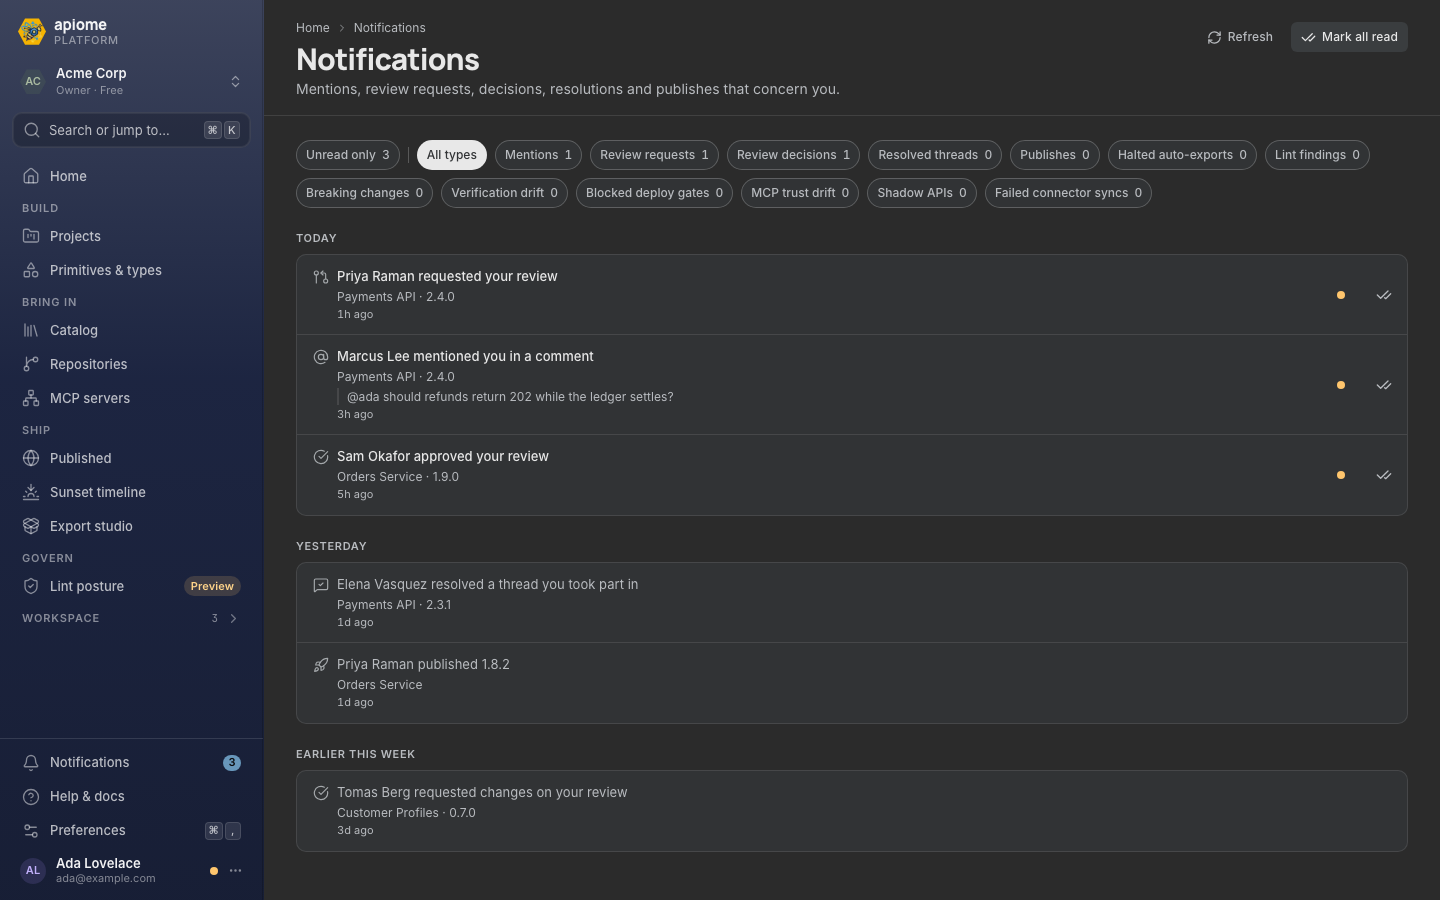 apiome
PLATFORM
AC
Acme Corp
Owner · Free
Search or jump to...
⌘ K
Home
BUILD
Projects
Primitives & types
BRING IN
Catalog
Repositories
MCP servers
SHIP
Published
Sunset timeline
Export studio
GOVERN
Lint posture Preview
WORKSPACE 3
Notifications 3
Help & docs
Preferences ⌘ ,
AL
Ada Lovelace
ada@example.com
Home > Notifications
Notifications
Mentions, review requests, decisions, resolutions and publishes that concern you.
Refresh
Mark all read
Unread only 3 | All types Mentions 1 Review requests 1 Review decisions 1 Resolved threads 0 Publishes 0 Halted auto-exports 0 Lint findings 0
Breaking changes 0 Verification drift 0 Blocked deploy gates 0 MCP trust drift 0 Shadow APIs 0 Failed connector syncs 0
TODAY
Priya Raman requested your review
Payments API · 2.4.0
1h ago
Marcus Lee mentioned you in a comment
Payments API · 2.4.0
@ada should refunds return 202 while the ledger settles?
3h ago
Sam Okafor approved your review
Orders Service · 1.9.0
5h ago
YESTERDAY
Elena Vasquez resolved a thread you took part in
Payments API · 2.3.1
1d ago
Priya Raman published 1.8.2
Orders Service
1d ago
EARLIER THIS WEEK
Tomas Berg requested changes on your review
Customer Profiles · 0.7.0
3d ago